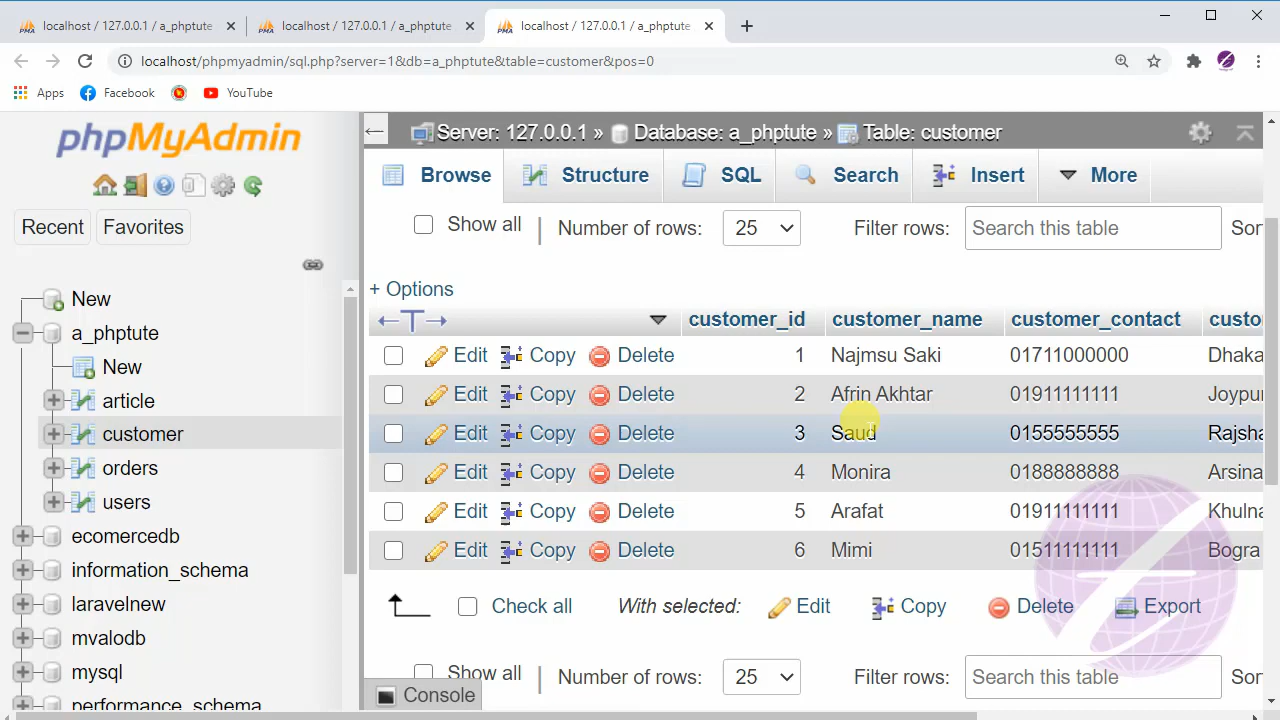 localhost / 127.0.0.1 / a_phptute
localhost / 127.0.0.1 / a_phptute
localhost / 127.0.0.1 / a_phptute
localhost/phpmyadmin/sql.php?server=1&db=a_phptute&table=customer&pos=0
Apps Facebook YouTube
phpMyAdmin
Recent Favorites
New
a_phptute
New
article
customer
orders
users
ecomercedb
information_schema
laravelnew
mvalodb
mysql
performance_schema
Server: 127.0.0.1 » Database: a_phptute » Table: customer
Browse Structure SQL Search Insert More
Show all Number of rows: 25 Filter rows: Search this table Sor
+ Options
customer_id customer_name customer_contact custo
Edit Copy Delete 1 Najmsu Saki 01711000000 Dhaka
Edit Copy Delete 2 Afrin Akhtar 01911111111 Joypu
Edit Copy Delete 3 Saud 0155555555 Rajsha
Edit Copy Delete 4 Monira 0188888888 Arsina
Edit Copy Delete 5 Arafat 01911111111 Khulna
Edit Copy Delete 6 Mimi 01511111111 Bogra
Check all With selected: Edit Copy Delete Export
Show all Number of rows: 25 Filter rows: Search this table Sor
Console